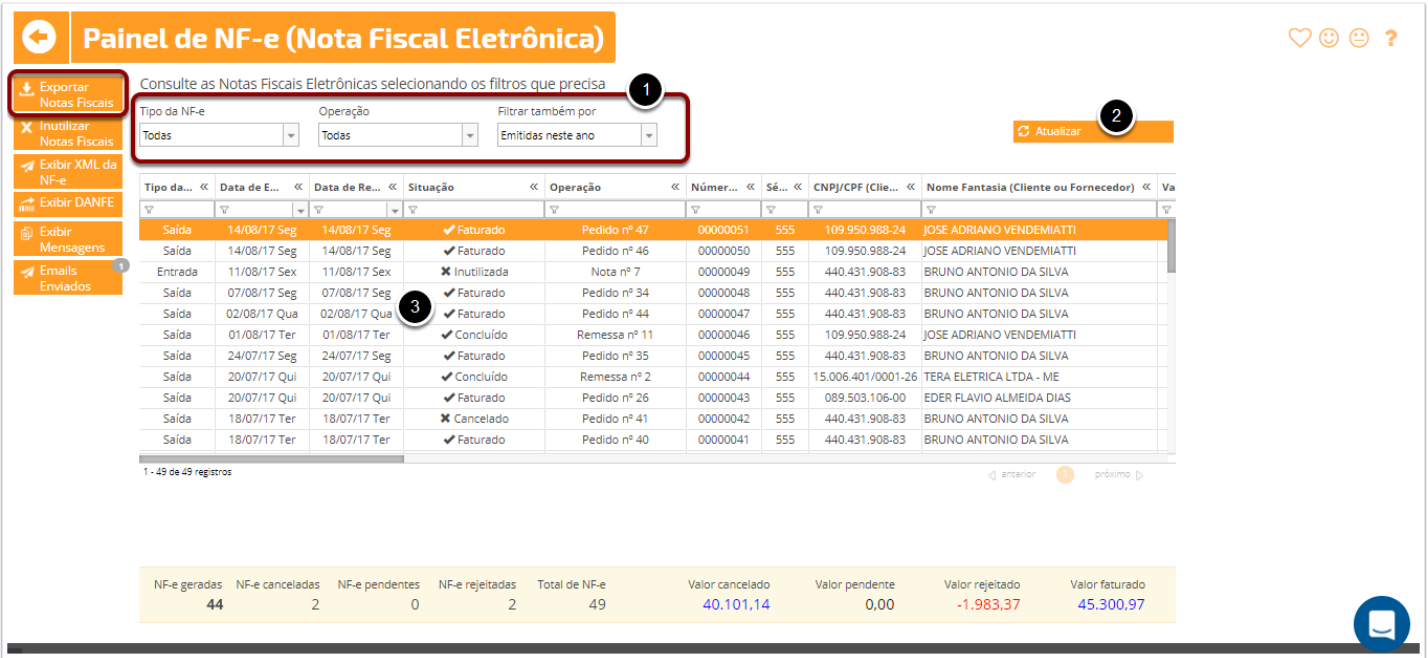 Painel de NF-e (Nota Fiscal Eletrônica)
?
Exportar
Notas Fiscais
Inutilizar
Notas Fiscais
Exibir XML da
NF-e
Exibir DANFE
Exibir
Mensagens
Emails
Enviados
1
Consulte as Notas Fiscais Eletrônicas selecionando os filtros que precisa
1
Tipo da NF-e Operação Filtrar também por
Todas Todas Emitidas neste ano
2
Atualizar
Tipo da... « Data de E... « Data de Re... « Situação « Operação « Númer... « Sé... « CNPJ/CPF (Clie... « Nome Fantasia (Cliente ou Fornecedor) « Va
Saída 14/08/17 Seg 14/08/17 Seg ✔ Faturado Pedido nº 47 00000051 555 109.950.988-24 JOSE ADRIANO VENDEMIATTI
Saída 14/08/17 Seg 14/08/17 Seg ✔ Faturado Pedido nº 46 00000050 555 109.950.988-24 JOSE ADRIANO VENDEMIATTI
Entrada 11/08/17 Sex 11/08/17 Sex ✖ Inutilizada Nota nº 7 00000049 555 440.431.908-83 BRUNO ANTONIO DA SILVA
Saída 07/08/17 Seg 07/08/17 Seg ✔ Faturado Pedido nº 34 00000048 555 440.431.908-83 BRUNO ANTONIO DA SILVA
3
Saída 02/08/17 Qua 02/08/17 Qua ✔ Faturado Pedido nº 44 00000047 555 440.431.908-83 BRUNO ANTONIO DA SILVA
Saída 01/08/17 Ter 01/08/17 Ter ✔ Concluído Remessa nº 11 00000046 555 109.950.988-24 JOSE ADRIANO VENDEMIATTI
Saída 24/07/17 Seg 24/07/17 Seg ✔ Faturado Pedido nº 35 00000045 555 440.431.908-83 BRUNO ANTONIO DA SILVA
Saída 20/07/17 Qui 20/07/17 Qui ✔ Concluído Remessa nº 2 00000044 555 15.006.401/0001-26 TERA ELETRICA LTDA - ME
Saída 20/07/17 Qui 20/07/17 Qui ✔ Faturado Pedido nº 26 00000043 555 089.503.106-00 EDER FLAVIO ALMEIDA DIAS
Saída 18/07/17 Ter 18/07/17 Ter ✖ Cancelado Pedido nº 41 00000042 555 440.431.908-83 BRUNO ANTONIO DA SILVA
Saída 18/07/17 Ter 18/07/17 Ter ✔ Faturado Pedido nº 40 00000041 555 440.431.908-83 BRUNO ANTONIO DA SILVA
1 - 49 de 49 registros anterior 1 próximo
NF-e geradas NF-e canceladas NF-e pendentes NF-e rejeitadas Total de NF-e Valor cancelado Valor pendente Valor rejeitado Valor faturado
44 2 0 2 49 40.101,14 0,00 -1.983,37 45.300,97